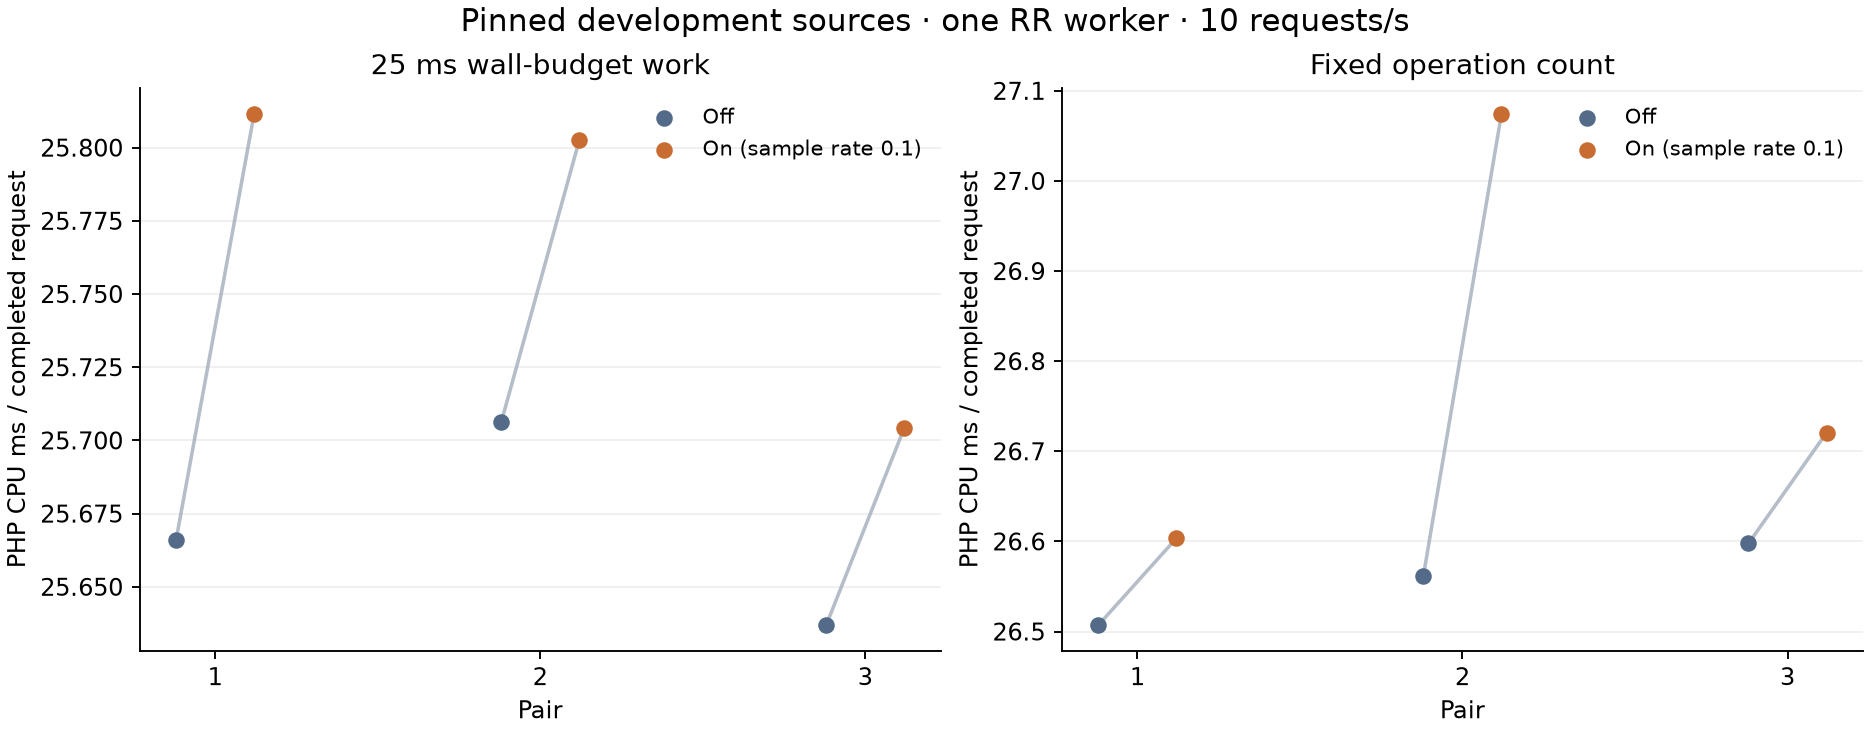 Pinned development sources · one RR worker · 10 requests/s
25 ms wall-budget work
PHP CPU ms / completed request
25.800
25.775
25.750
25.725
25.700
25.675
25.650
Off
On (sample rate 0.1)
1
2
3
Pair
Fixed operation count
PHP CPU ms / completed request
27.1
27.0
26.9
26.8
26.7
26.6
26.5
Off
On (sample rate 0.1)
1
2
3
Pair